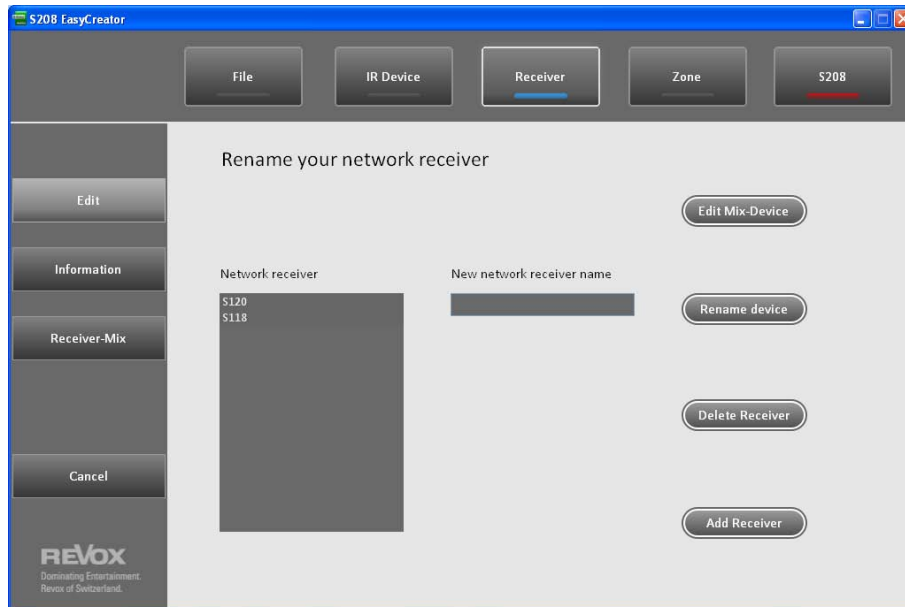 S208 EasyCreator
File
IR Device
Receiver
Zone
S208
Rename your network receiver
Edit
Edit Mix-Device
Information
Network receiver
New network receiver name
S120
S118
Rename device
Receiver-Mix
Delete Receiver
Cancel
Add Receiver
REVOX
Dominating Entertainment.
Revox of Switzerland.